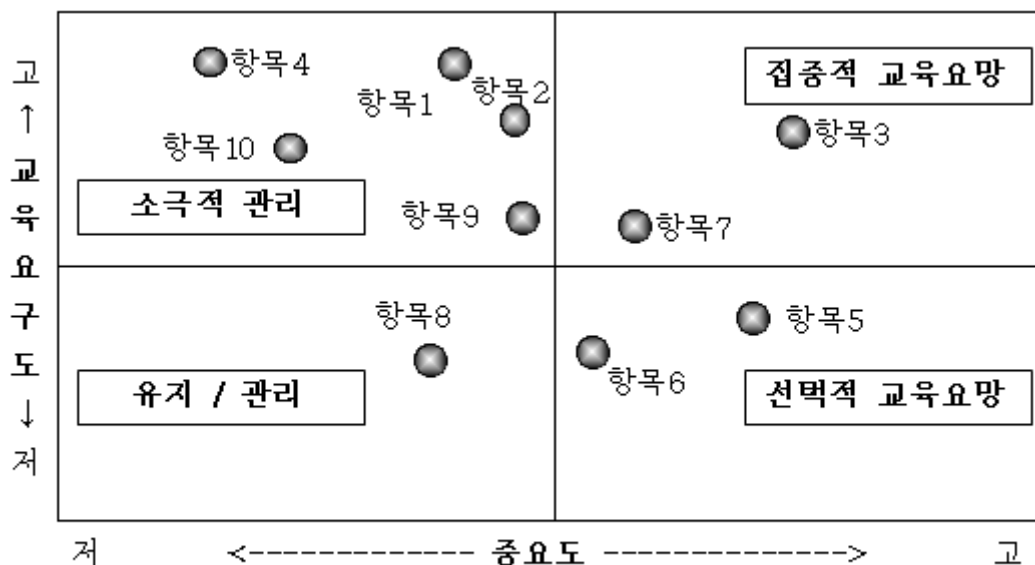 고
↑
교
육
요
구
도
↓
저
항목4
항목1
항목2
집중적 교육요망
항목3
항목10
소극적 관리
항목9
항목7
항목8
항목5
항목6
유지 / 관리
선택적 교육요망
저 <------------- 중요도 -------------> 고